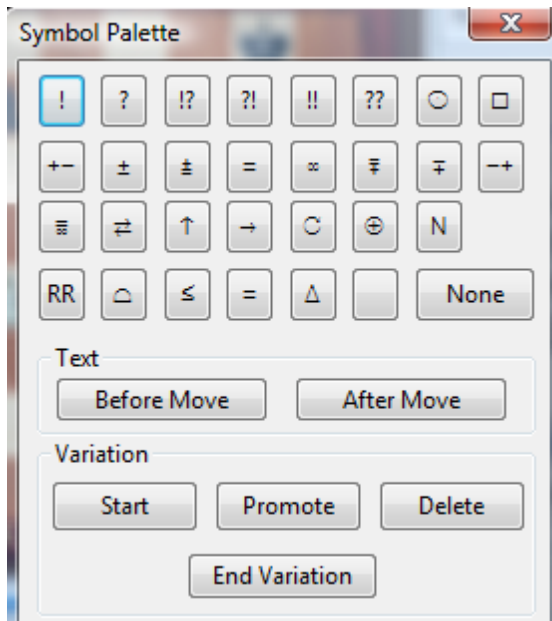 Symbol Palette
! ? !? ?! !! ?? ○ □
+− ± ⩲ = ∞ ⩱ ∓ −+
⇄ ↑ → C ⊕ N
RR ⌓ ≤ = Δ None
Text
Before Move After Move
Variation
Start Promote Delete
End Variation